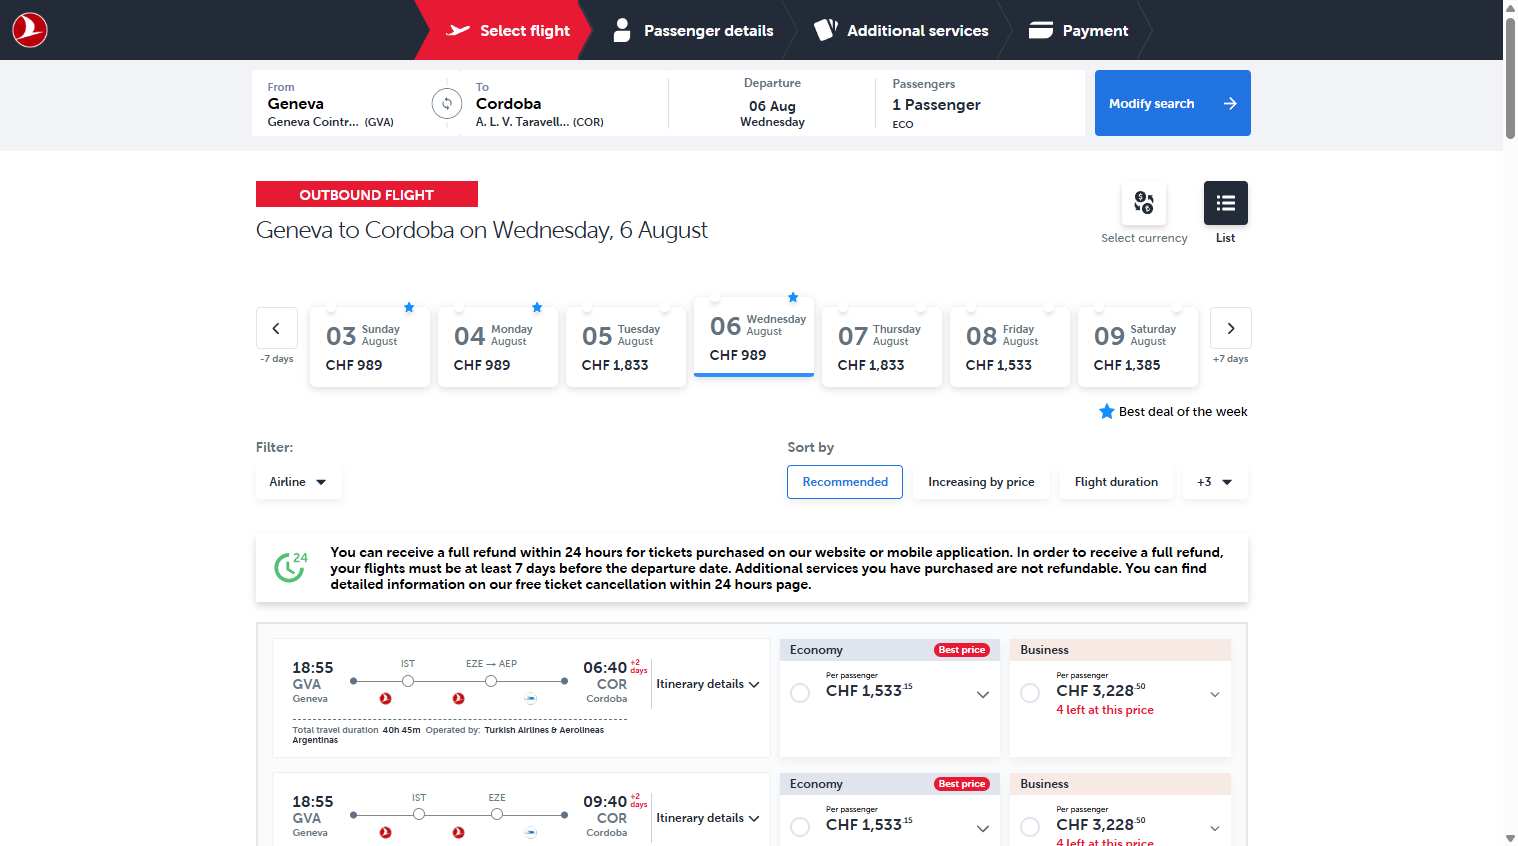 Select flight
Passenger details
Additional services
Payment
From
Geneva
Geneva Cointr... (GVA)
To
Cordoba
A. L. V. Taravell... (COR)
Departure
06 Aug
Wednesday
Passengers
1 Passenger
ECO
Modify search
OUTBOUND FLIGHT
Geneva to Cordoba on Wednesday, 6 August
Select currency
List
-7 days
03 Sunday August
CHF 989
04 Monday August
CHF 989
05 Tuesday August
CHF 1,833
06 Wednesday August
CHF 989
07 Thursday August
CHF 1,833
08 Friday August
CHF 1,533
09 Saturday August
CHF 1,385
+7 days
Best deal of the week
Filter:
Airline
Sort by
Recommended
Increasing by price
Flight duration
+3
24
You can receive a full refund within 24 hours for tickets purchased on our website or mobile application. In order to receive a full refund,
your flights must be at least 7 days before the departure date. Additional services you have purchased are not refundable. You can find
detailed information on our free ticket cancellation within 24 hours page.
18:55
GVA
Geneva
IST
EZE → AEP
06:40 +2 days
COR
Cordoba
Itinerary details
Total travel duration 40h 45m Operated by: Turkish Airlines & Aerolineas
Argentinas
Economy
Best price
Per passenger
CHF 1,533.15
Business
Per passenger
CHF 3,228.50
4 left at this price
18:55
GVA
Geneva
IST
EZE
09:40 +2 days
COR
Cordoba
Itinerary details
Economy
Best price
Per passenger
CHF 1,533.15
Business
Per passenger
CHF 3,228.50
4 left at this price